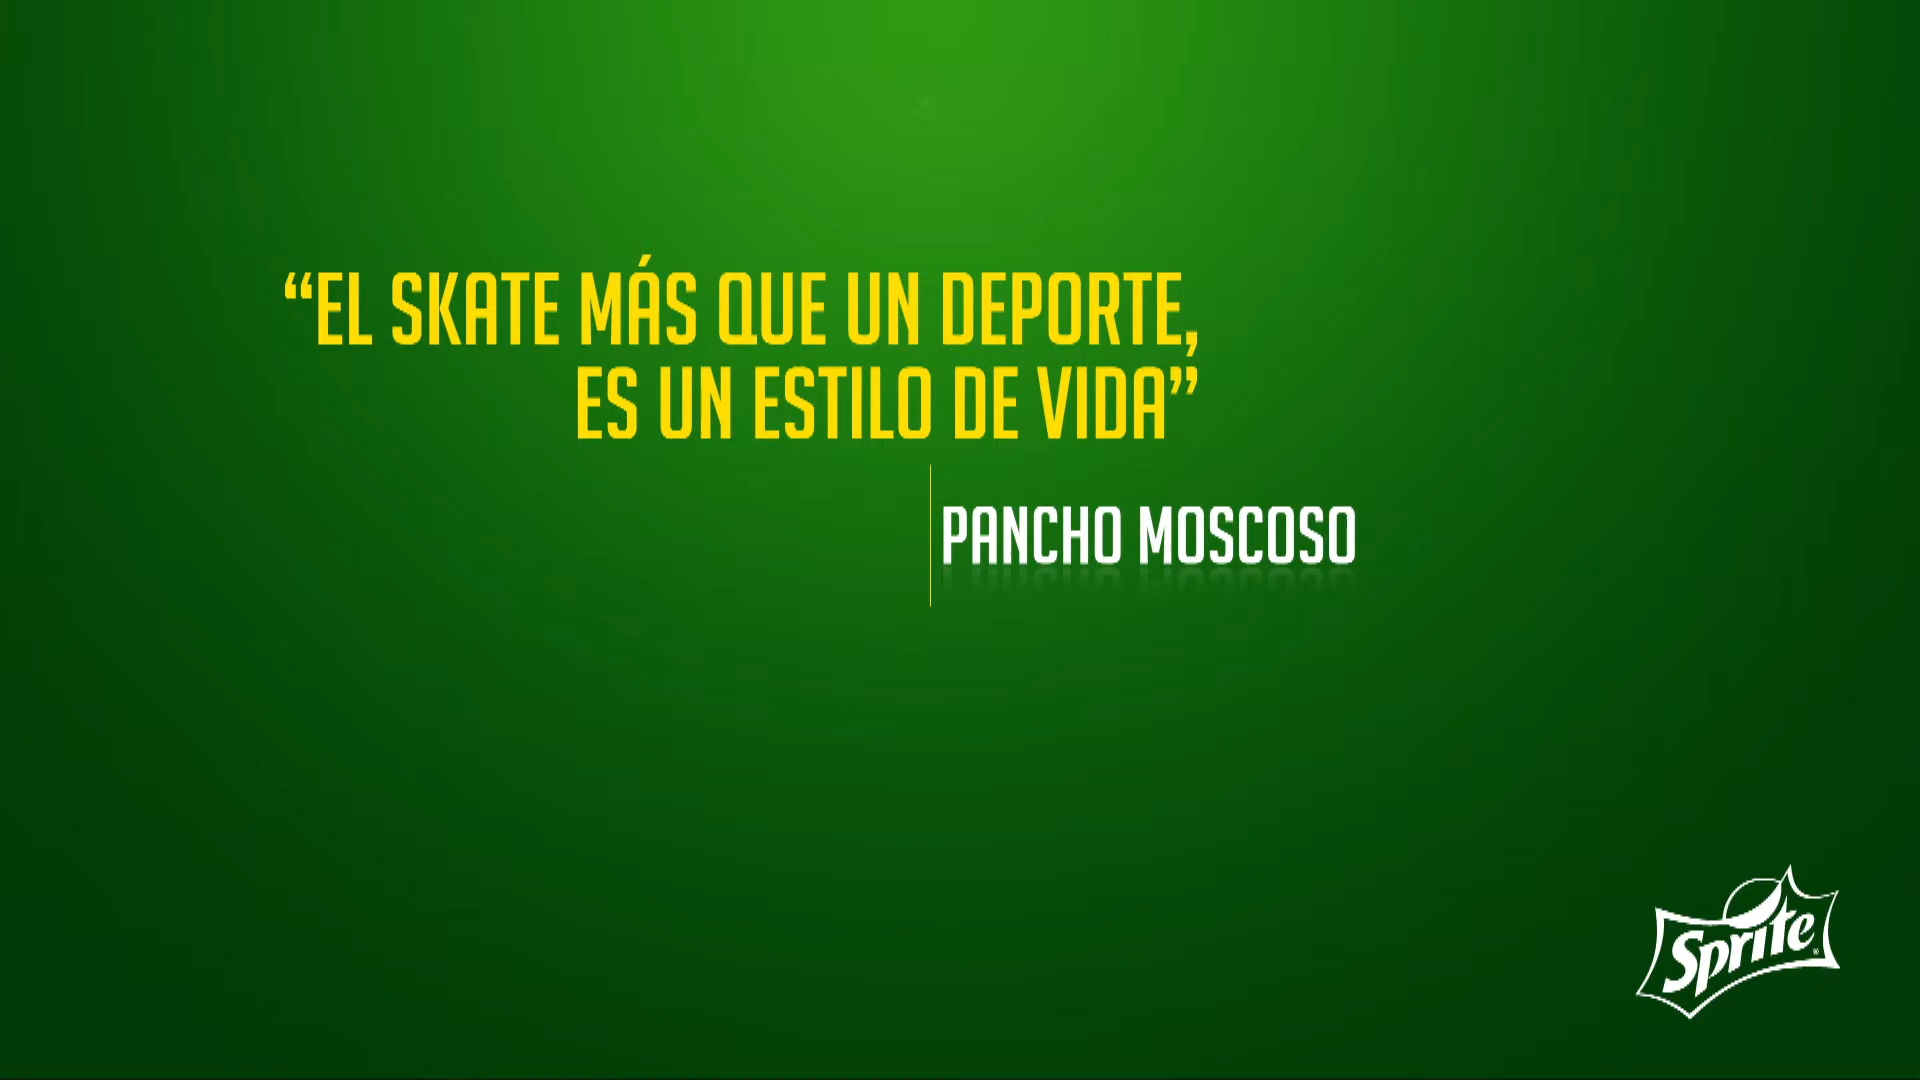 “EL SKATE MÁS QUE UN DEPORTE,
ES UN ESTILO DE VIDA”
PANCHO MOSCOSO
Sprite®